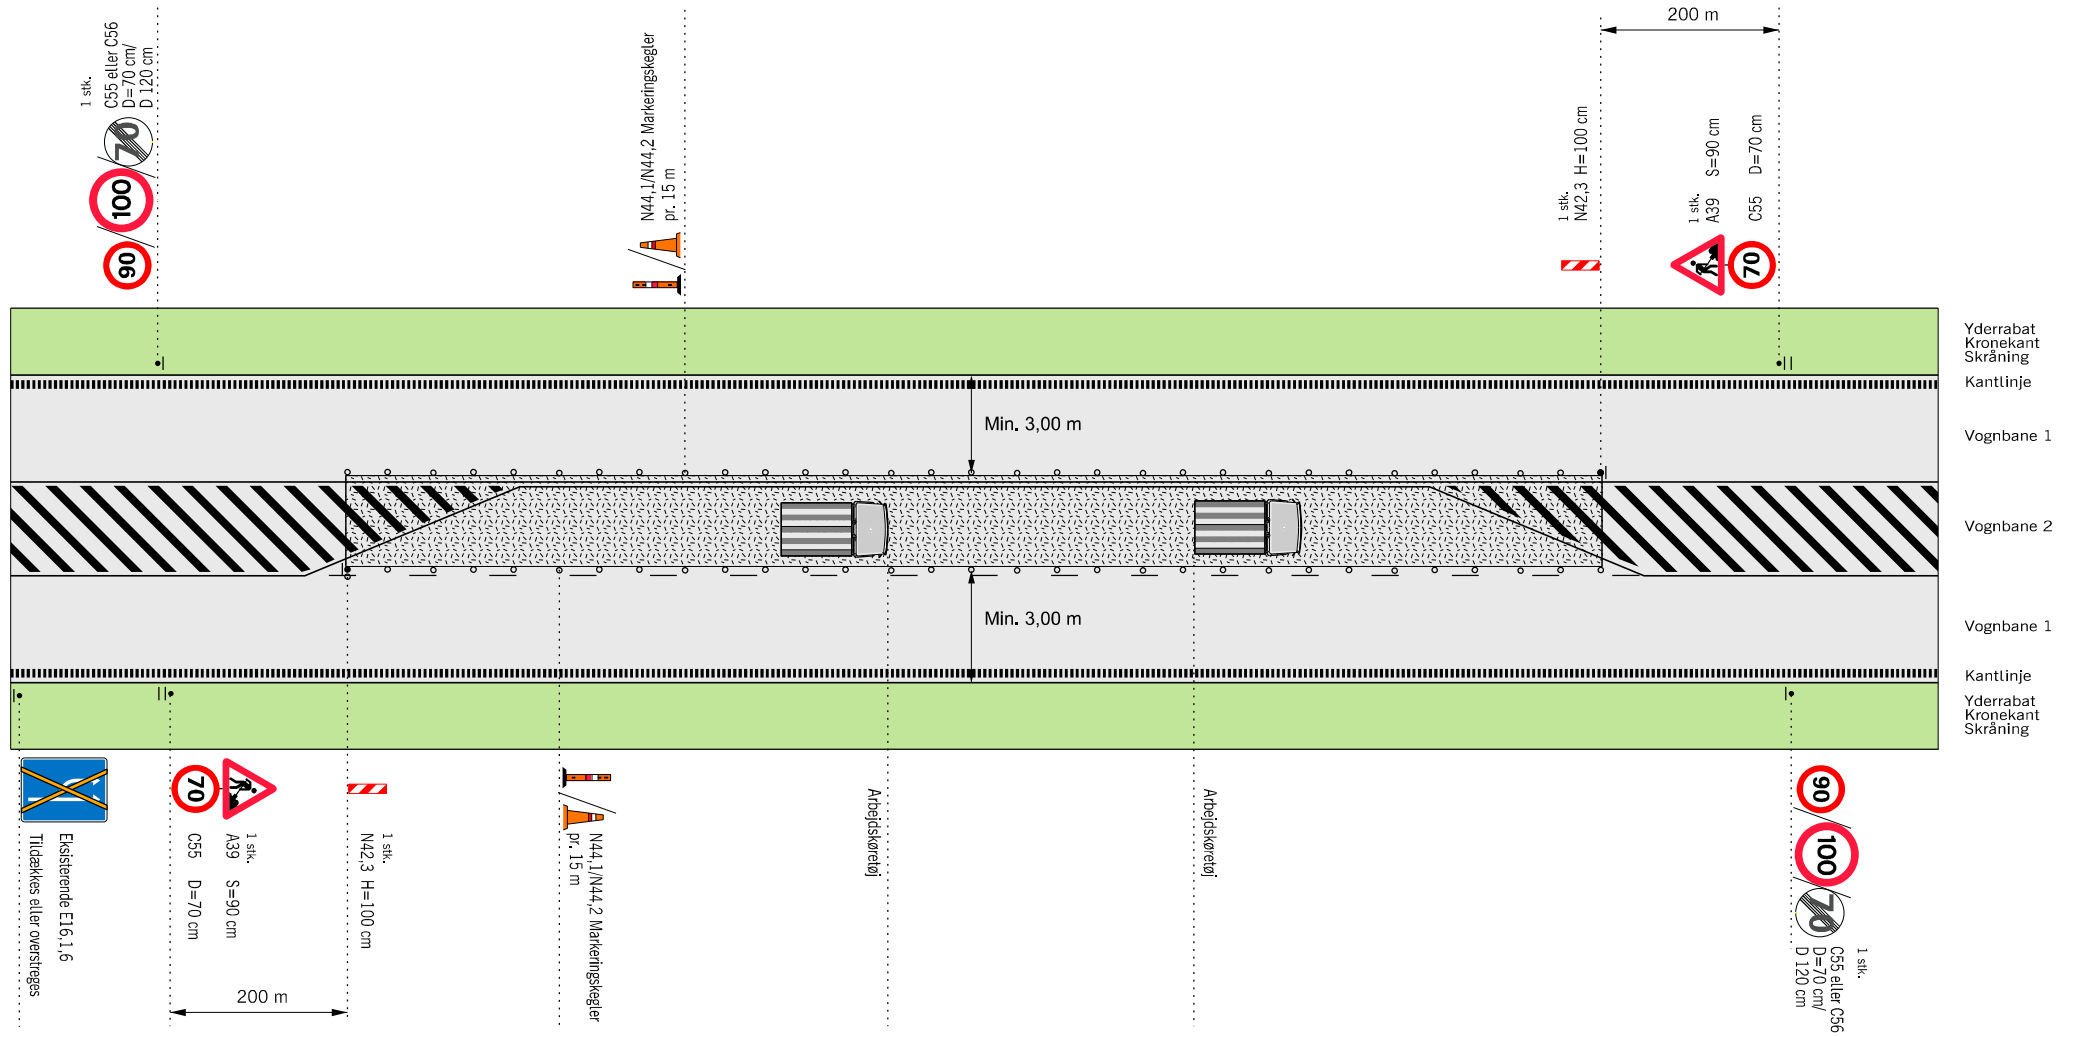 1 stk.
C55 eller C56
D=70 cm/
D 120 cm
70
100
90
N44,1/N44,2 Markeringskegler
pr. 15 m
1 stk.
N42,3 H=100 cm
200 m
1 stk.
A39 S=90 cm
C55 D=70 cm
70
Yderrabat
Kronekant
Skråning
Kantlinje
Min. 3,00 m
Vognbane 1
Vognbane 2
Min. 3,00 m
Vognbane 1
Kantlinje
Yderrabat
Kronekant
Skråning
Eksisterende E16,1,6
Tildækkes eller overstreges
70
1 stk.
A39 S=90 cm
C55 D=70 cm
200 m
1 stk.
N42,3 H=100 cm
N44,1/N44,2 Markeringskegler
pr. 15 m
Arbejdskøretøj
Arbejdskøretøj
90
100
70
1 stk.
C55 eller C56
D=70 cm/
D 120 cm